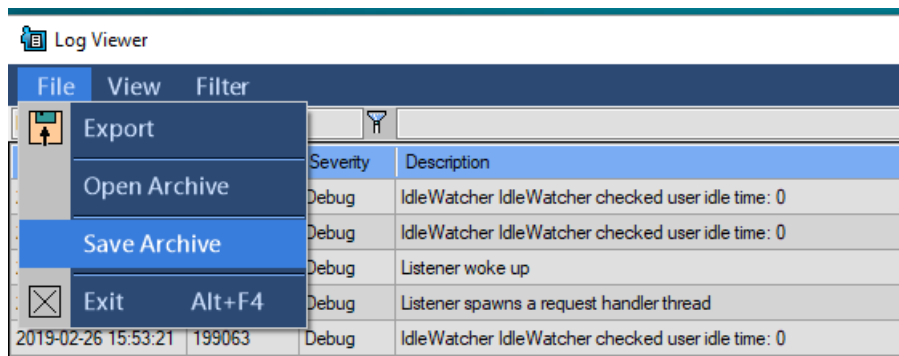 Log Viewer
File View Filter
Export
Open Archive
Save Archive
Exit Alt+F4
Severity Description
Debug IdleWatcher IdleWatcher checked user idle time: 0
Debug IdleWatcher IdleWatcher checked user idle time: 0
Debug Listener woke up
Debug Listener spawns a request handler thread
2019-02-26 15:53:21 199063 Debug IdleWatcher IdleWatcher checked user idle time: 0